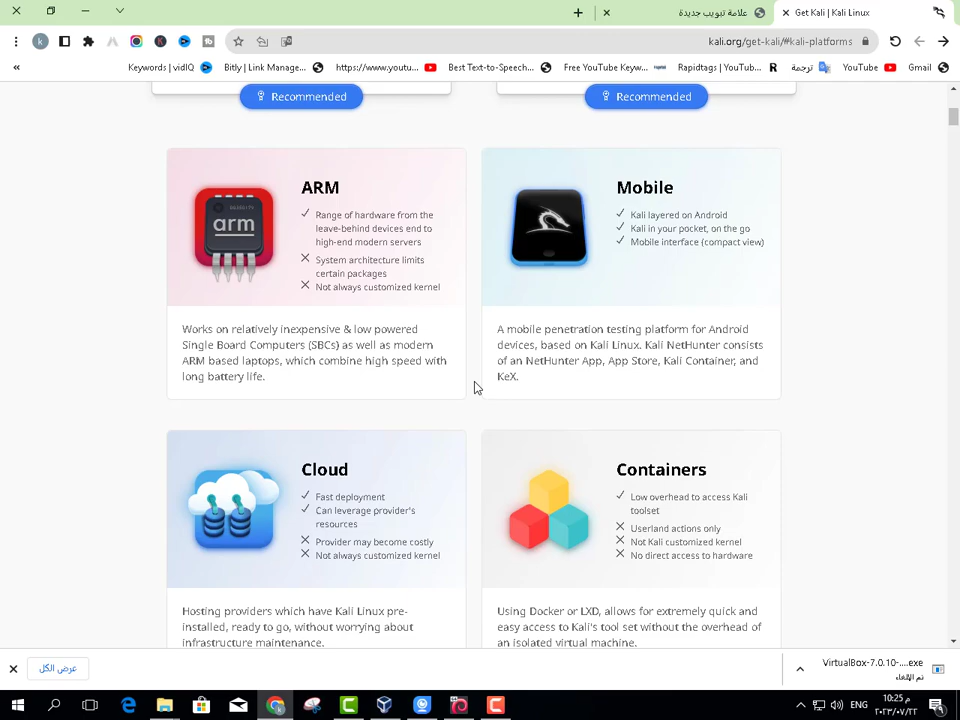 علامة تبويب جديدة
Get Kali | Kali Linux
kali.org/get-kali/#kali-platforms
Keywords | vidIQ
Bitly | Link Manage...
https://www.youtu...
Best Text-to-Speech...
Free YouTube Keyw...
Rapidtags | YouTub...
ترجمة
YouTube
Gmail
Recommended
Recommended
ARM
Range of hardware from the
leave-behind devices end to
high-end modern servers
System architecture limits
certain packages
Not always customized kernel
arm
Works on relatively inexpensive & low powered
Single Board Computers (SBCs) as well as modern
ARM based laptops, which combine high speed with
long battery life.
Mobile
Kali layered on Android
Kali in your pocket, on the go
Mobile interface (compact view)
A mobile penetration testing platform for Android
devices, based on Kali Linux. Kali NetHunter consists
of an NetHunter App, App Store, Kali Container, and
KeX.
Cloud
Fast deployment
Can leverage provider's
resources
Provider may become costly
Not always customized kernel
Hosting providers which have Kali Linux pre-
installed, ready to go, without worrying about
infrastructure maintenance.
Containers
Low overhead to access Kali
toolset
Userland actions only
Not Kali customized kernel
No direct access to hardware
Using Docker or LXD, allows for extremely quick and
easy access to Kali's tool set without the overhead of
an isolated virtual machine.
عرض الكل
VirtualBox-7.0.10-....exe
تم الإلغاء
ENG
10:25 م
٢٠٢٣/٠٧/٢٢